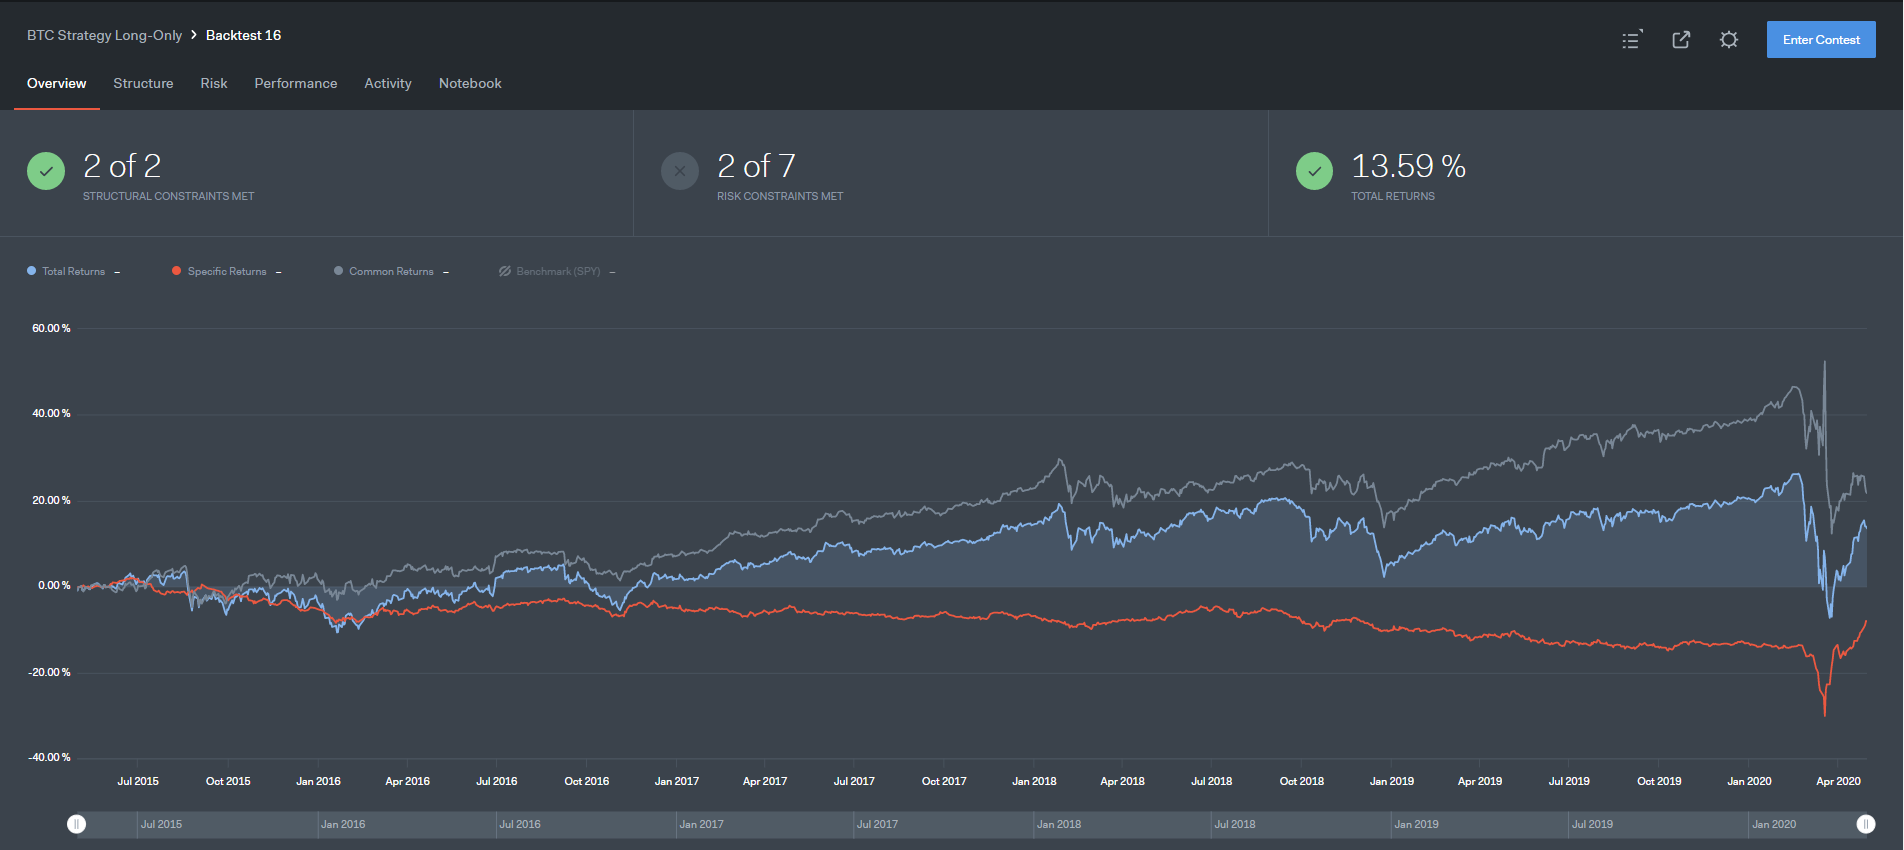 BTC Strategy Long-Only > Backtest 16
Enter Contest
Overview Structure Risk Performance Activity Notebook
2 of 2
STRUCTURAL CONSTRAINTS MET
2 of 7
RISK CONSTRAINTS MET
13.59 %
TOTAL RETURNS
Total Returns – Specific Returns – Common Returns – Benchmark (SPY) –
60.00 %
40.00 %
20.00 %
0.00 %
-20.00 %
-40.00 %
Jul 2015 Oct 2015 Jan 2016 Apr 2016 Jul 2016 Oct 2016 Jan 2017 Apr 2017 Jul 2017 Oct 2017 Jan 2018 Apr 2018 Jul 2018 Oct 2018 Jan 2019 Apr 2019 Jul 2019 Oct 2019 Jan 2020 Apr 2020
Jul 2015 Jan 2016 Jul 2016 Jan 2017 Jul 2017 Jan 2018 Jul 2018 Jan 2019 Jul 2019 Jan 2020